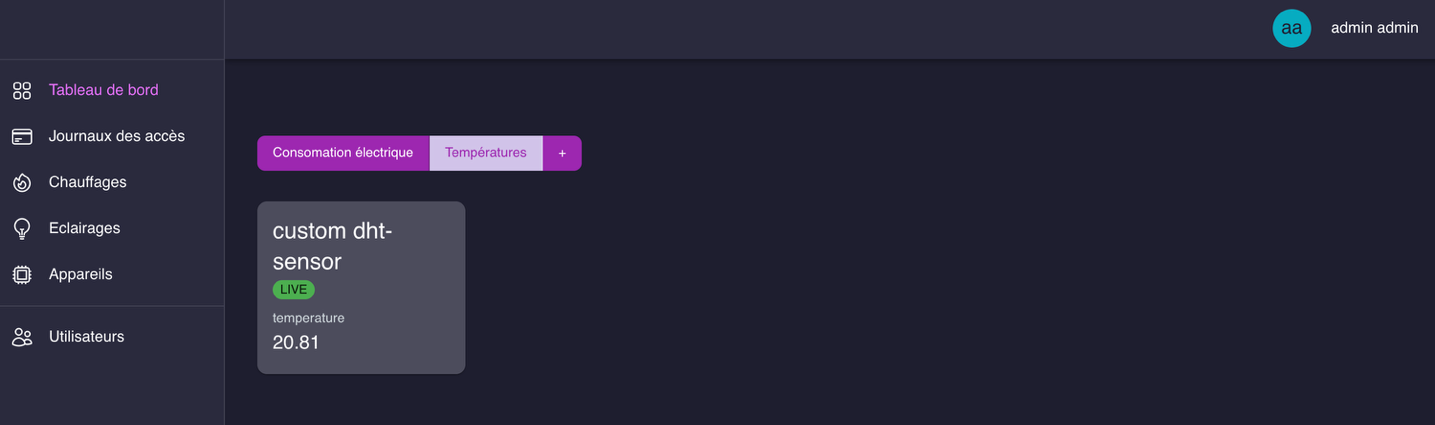 aa
admin admin
Tableau de bord
Journaux des accès
Chauffages
Eclairages
Appareils
Utilisateurs
Consomation électrique
Températures
+
custom dht-
sensor
LIVE
temperature
20.81